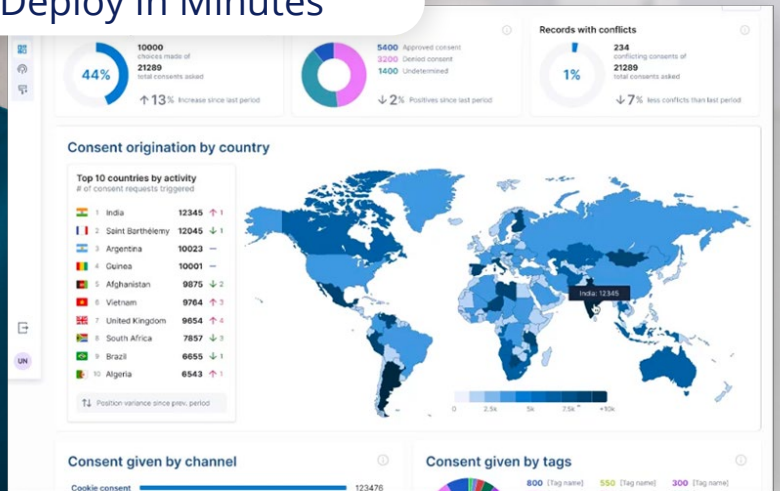 Deploy in Minutes
44%
10000
choices made of
21289
total consents asked
↑ 13% Increase since last period
5400 Approved consent
3200 Denied consent
1400 Undetermined
↓ 2% Positives since last period
Records with conflicts
1%
234
conflicting consents of
21289
total consents asked
↓ 7% less conflicts than last period
Consent origination by country
Top 10 countries by activity
# of consent requests triggered
1 India 12345 ↑ 1
2 Saint Barthélemy 12045 ↓ 1
3 Argentina 10023 –
4 Guinea 10001 –
5 Afghanistan 9875 ↓ 2
6 Vietnam 9764 ↑ 3
7 United Kingdom 9654 ↑ 4
8 South Africa 7857 ↓ 3
9 Brazil 6655 ↓ 1
10 Algeria 6543 ↑ 1
↑↓ Position variance since prev. period
India: 12345
0 2.5k 5k 7.5k +10k
UN
Consent given by channel
Cookie consent 123476
Consent given by tags
800 [Tag name] 550 [Tag name] 300 [Tag name]